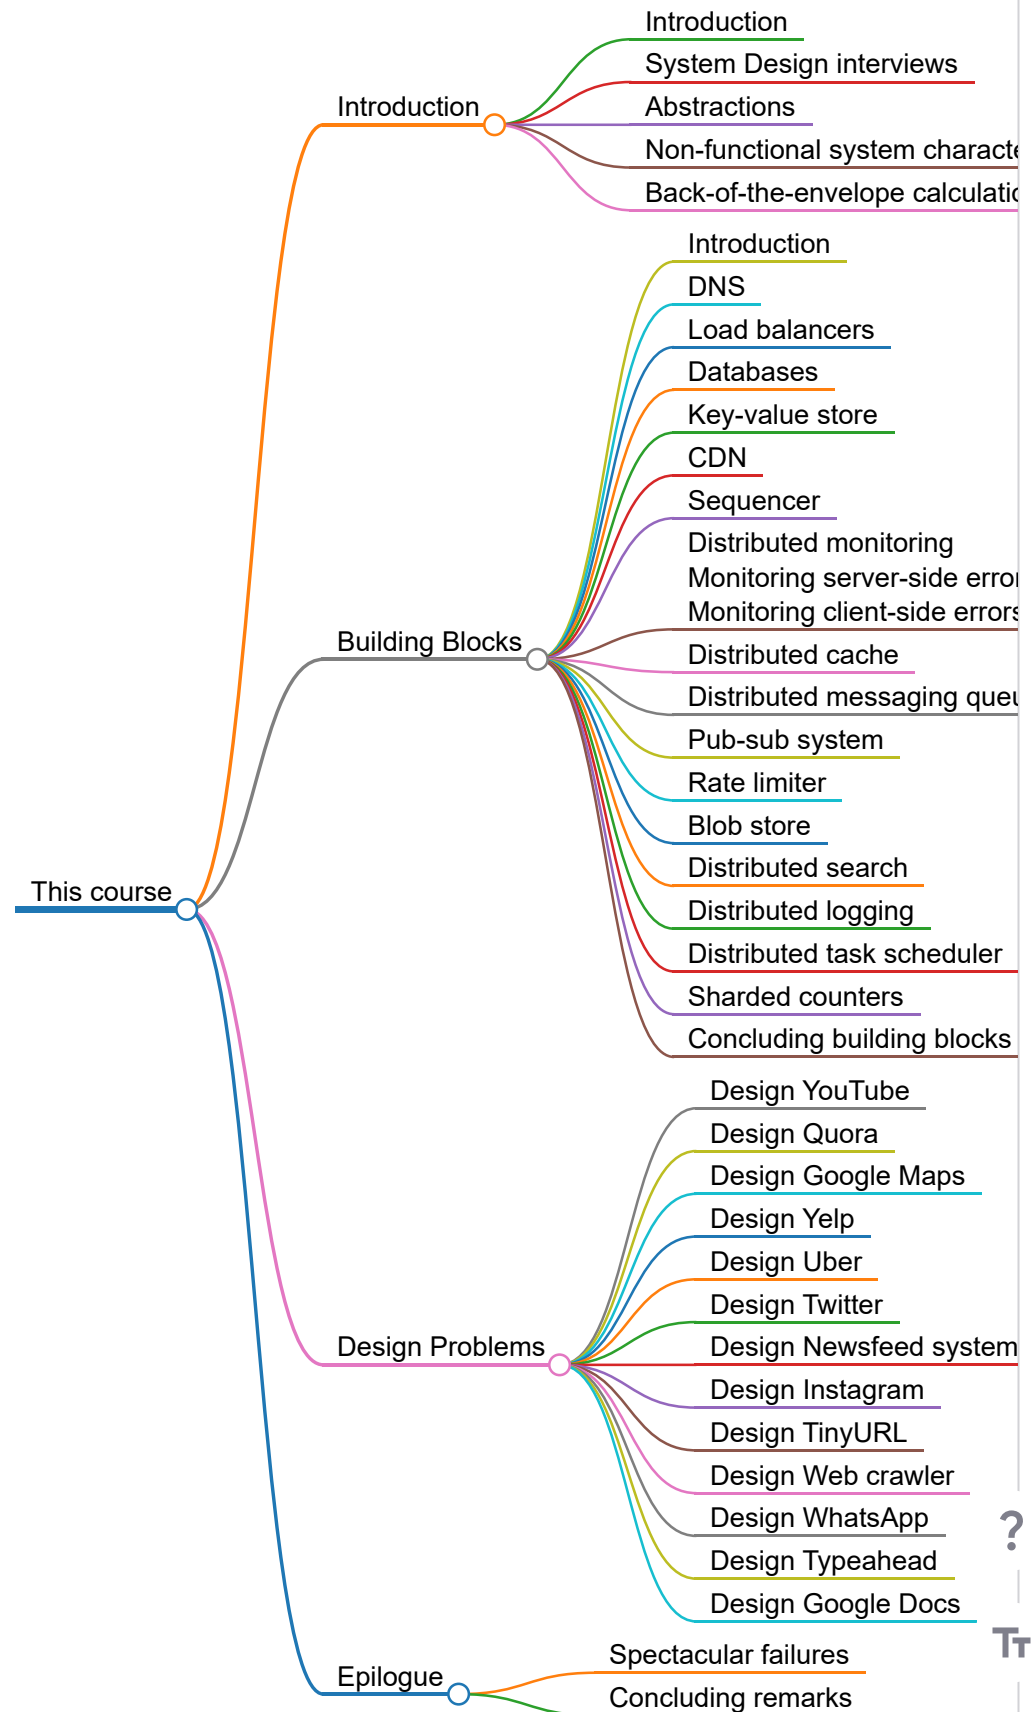 Introduction
System Design interviews
Introduction
Abstractions
Non-functional system
Back-of-the-envelope
Introduction
DNS
Load balancers
Databases
Key-value store
CDN
Sequencer
Distributed monitoring
Monitoring server-side
Monitoring client-side errors
Building Blocks
Distributed cache
Distributed messaging
Pub-sub system
Rate limiter
Blob store
Distributed search
This course
Distributed logging
Distributed task scheduler
Sharded counters
Concluding building blocks
Design YouTube
Design Quora
Design Google Maps
Design Yelp
Design Uber
Design Twitter
Design Problems
Design Newsfeed system
Design Instagram
Design TinyURL
Design Web crawler
Design WhatsApp
?
Design Typeahead
Design Google Docs
TT
Spectacular failures
Epilogue
Concluding remarks